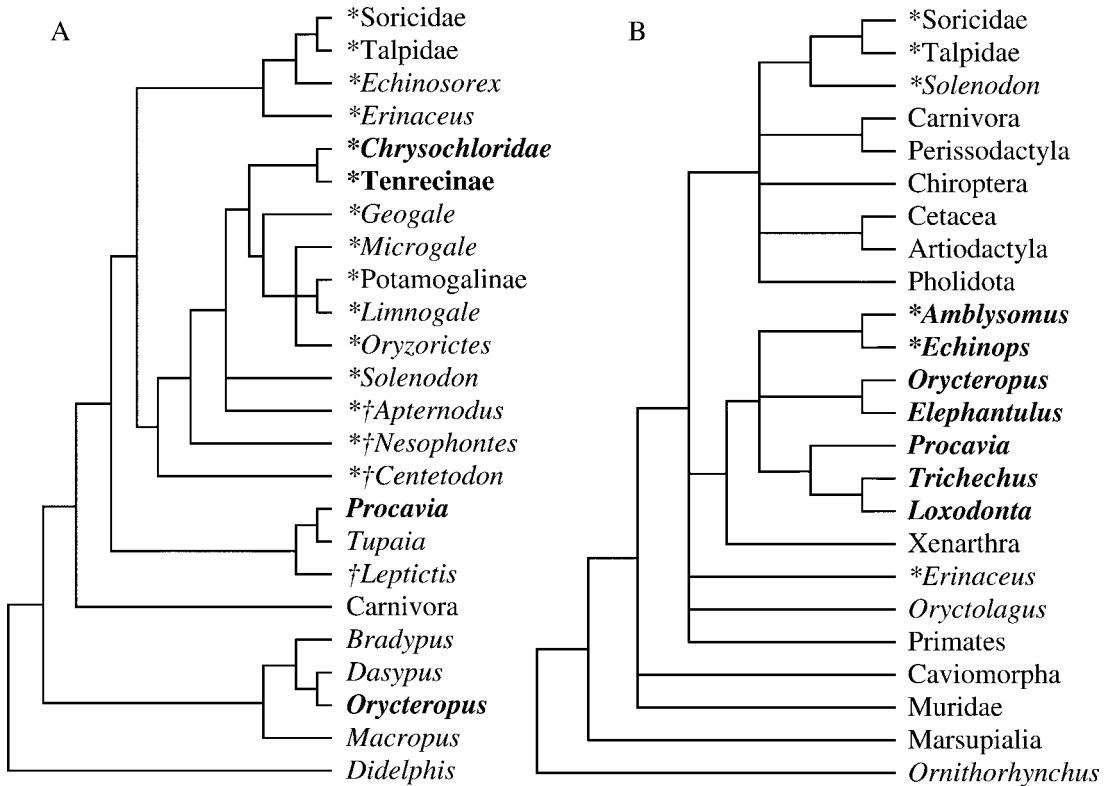 A
*Soricidae
*Talpidae
*Echinosorex
*Erinaceus
*Chrysochloridae
*Tenrecinae
*Geogale
*Microgale
*Potamogalinae
*Limnogale
*Oryzorictes
*Solenodon
*†Apternodus
*†Nesophontes
*†Centetodon
Procavia
Tupaia
†Leptictis
Carnivora
Bradypus
Dasypus
Orycteropus
Macropus
Didelphis
B
*Soricidae
*Talpidae
*Solenodon
Carnivora
Perissodactyla
Chiroptera
Cetacea
Artiodactyla
Pholidota
*Amblysomus
*Echinops
Orycteropus
Elephantulus
Procavia
Trichechus
Loxodonta
Xenarthra
*Erinaceus
Oryctolagus
Primates
Caviomorpha
Muridae
Marsupialia
Ornithorhynchus